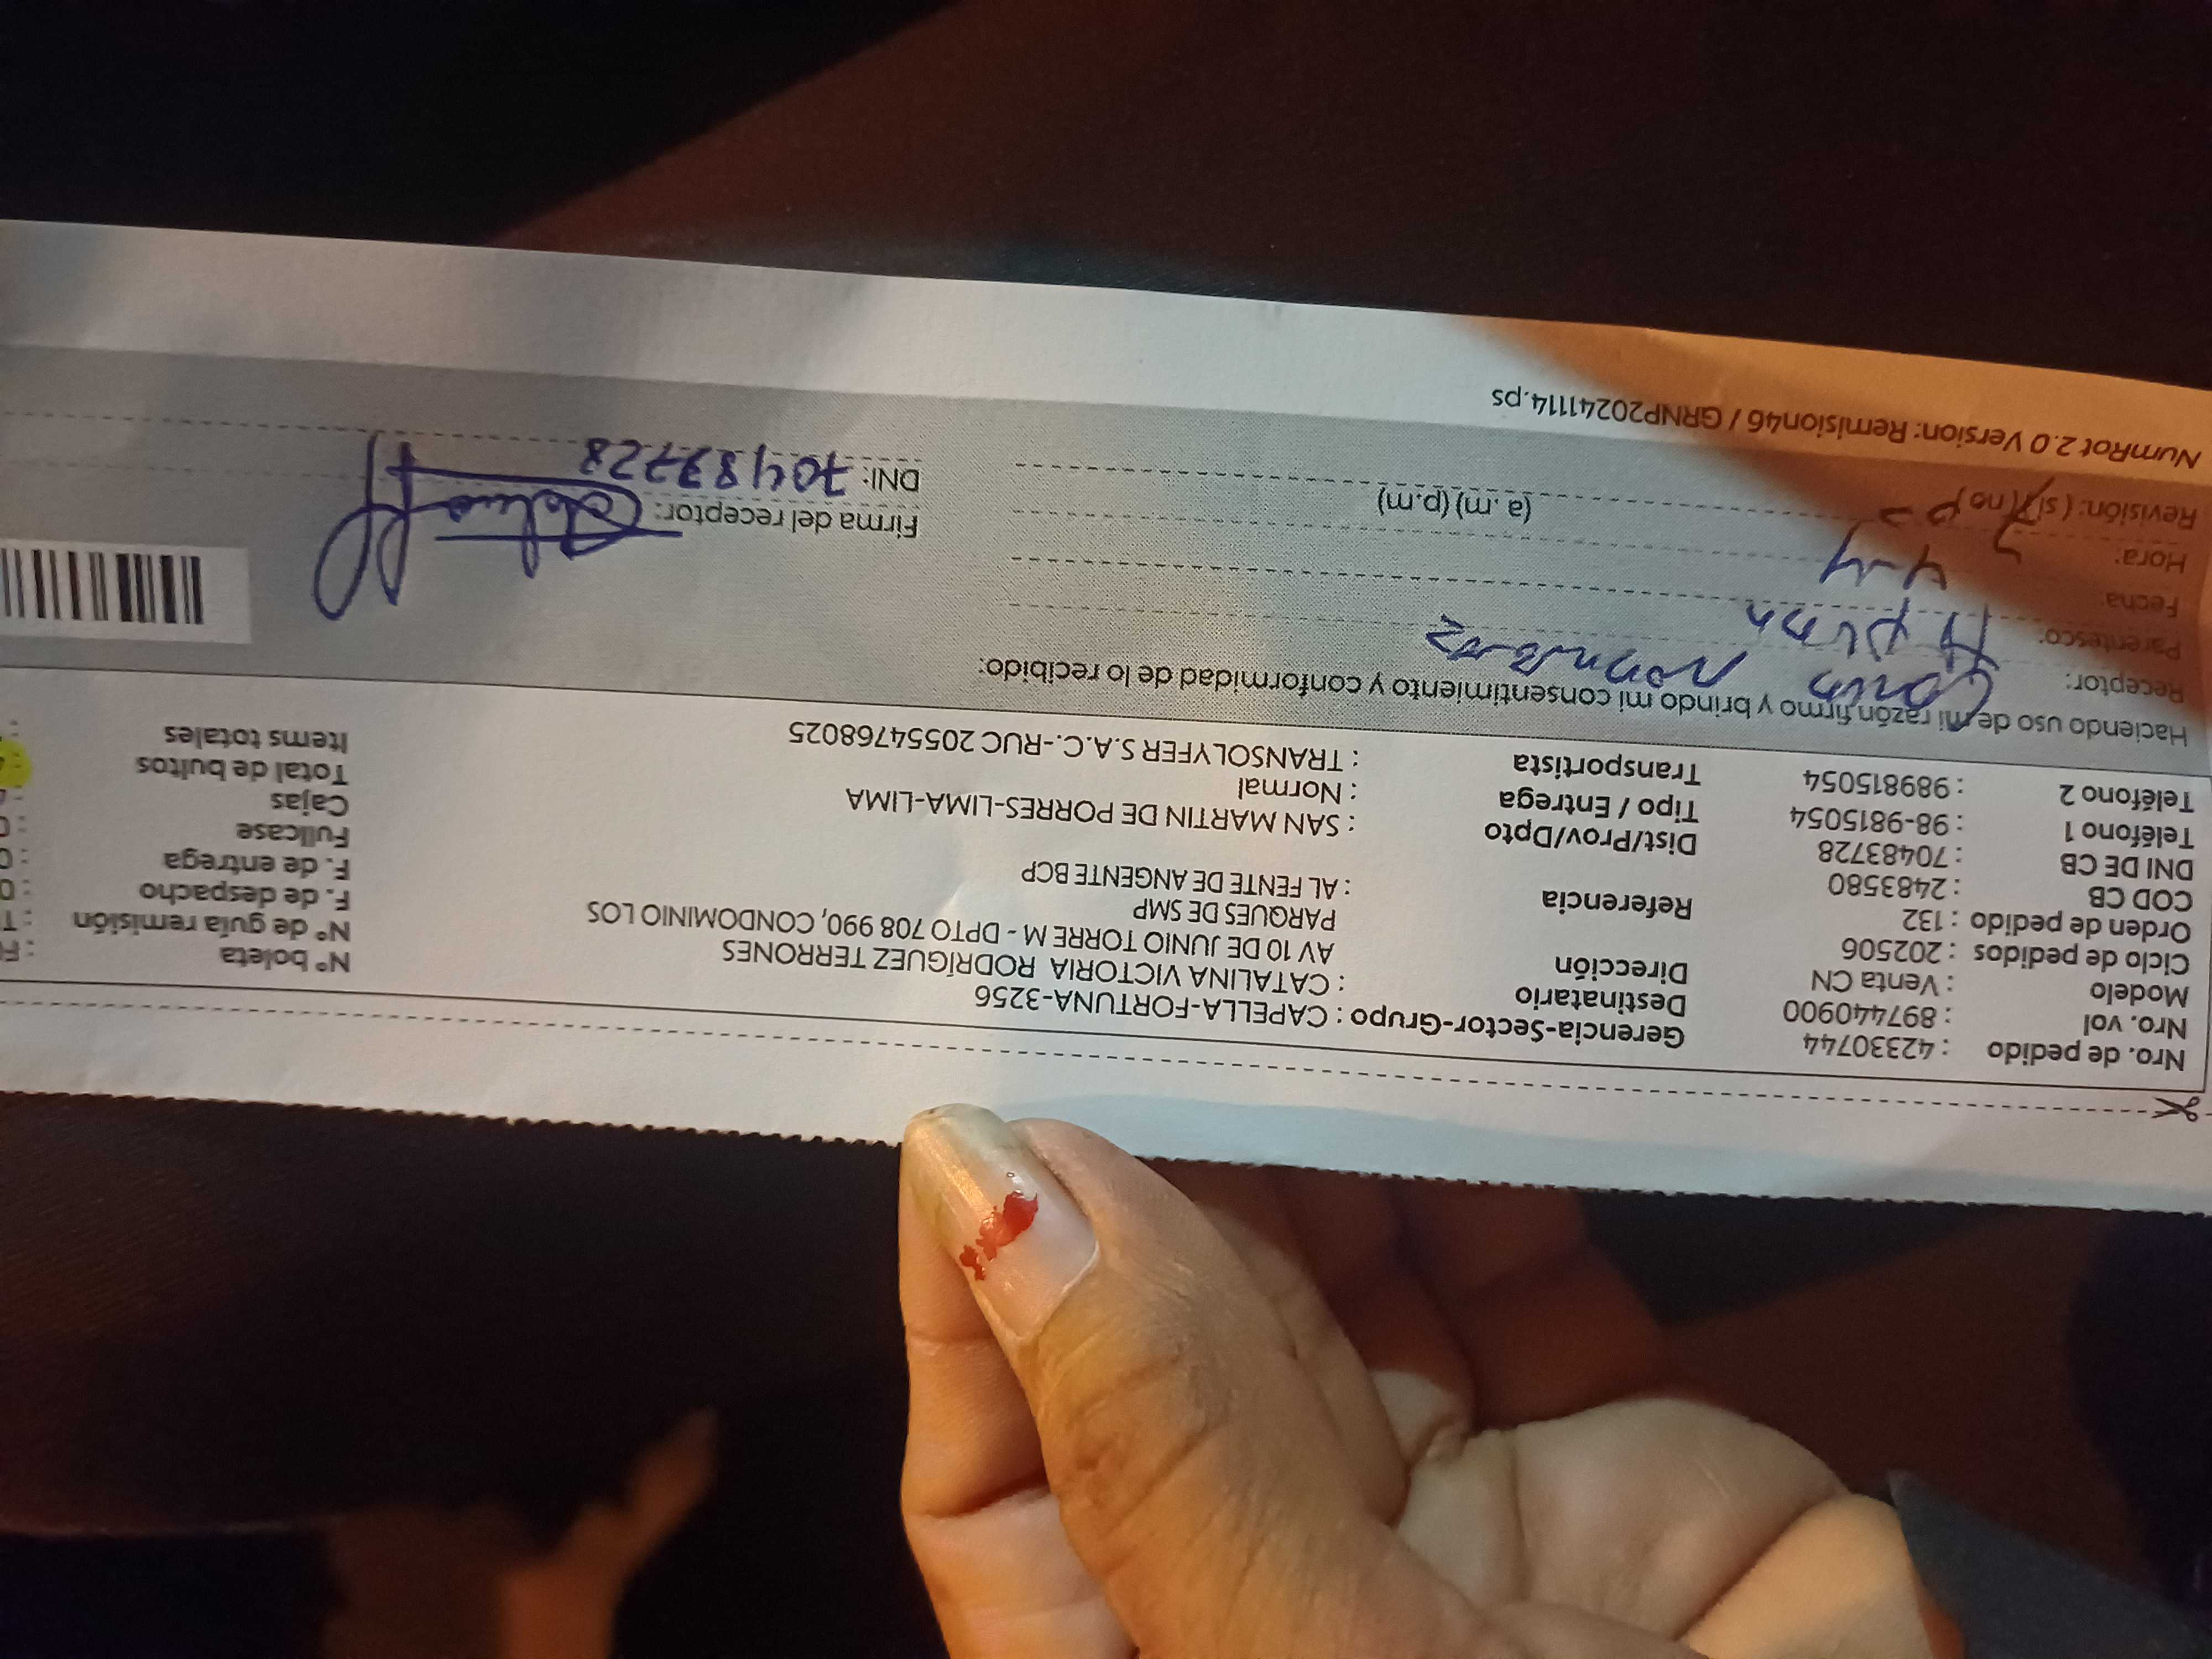 Nro. de pedido : 42330744 Gerencia-Sector-Grupo : CAPELLA-FORTUNA-3256
Nro. vol : 897440900 Destinatario : CATALINA VICTORIA RODRÍGUEZ TERRONES Nº boleta :
Modelo : Venta CN Dirección AV 10 DE JUNIO TORRE M - DPTO 708 990, CONDOMINIO LOS Nº de guía remisión :
Ciclo de pedidos : 202506 PARQUES DE SMP F. de despacho :
Orden de pedido : 132 Referencia : AL FENTE DE ANGENTE BCP F. de entrega :
COD CB : 2483580 Fullcase :
DNI DE CB : 70483728 Dist/Prov/Dpto : SAN MARTIN DE PORRES-LIMA-LIMA Cajas :
Teléfono 1 : 98-9815054 Tipo / Entrega : Normal Total de bultos :
Teléfono 2 : 989815054 Transportista : TRANSOLYFER S.A.C.-RUC 20554768025 Items totales :
Haciendo uso de mi razón firmo y brindo mi consentimiento y conformidad de lo recibido:
Receptor:
Parentesco:
Fecha:
Hora: (a. m) (p.m) Firma del receptor:
Revisión: ( si ) ( no ) DNI: 70483728
NumRot 2.0 Version: Remision46 / GRNP20241114.ps